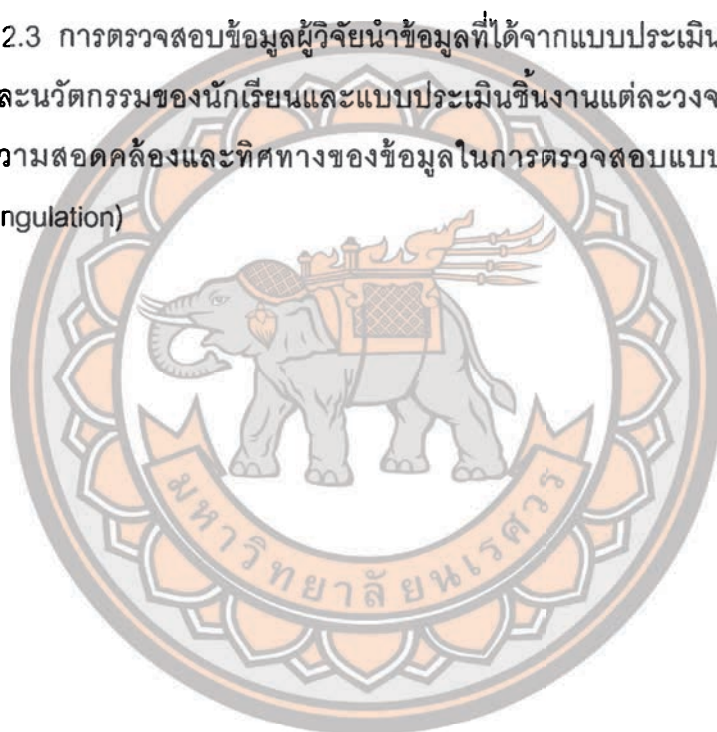 2.3 การตรวจสอบข้อมูลผู้วิจัยนำข้อมูลที่ได้จากแบบประเมิน
ละนวัตกรรมของนักเรียนและแบบประเมินชิ้นงานแต่ละวงจ
วามสอดคล้องและทิศทางของข้อมูลในการตรวจสอบแบบ
ngulation)
มหาวิทยาลัยนเรศวร